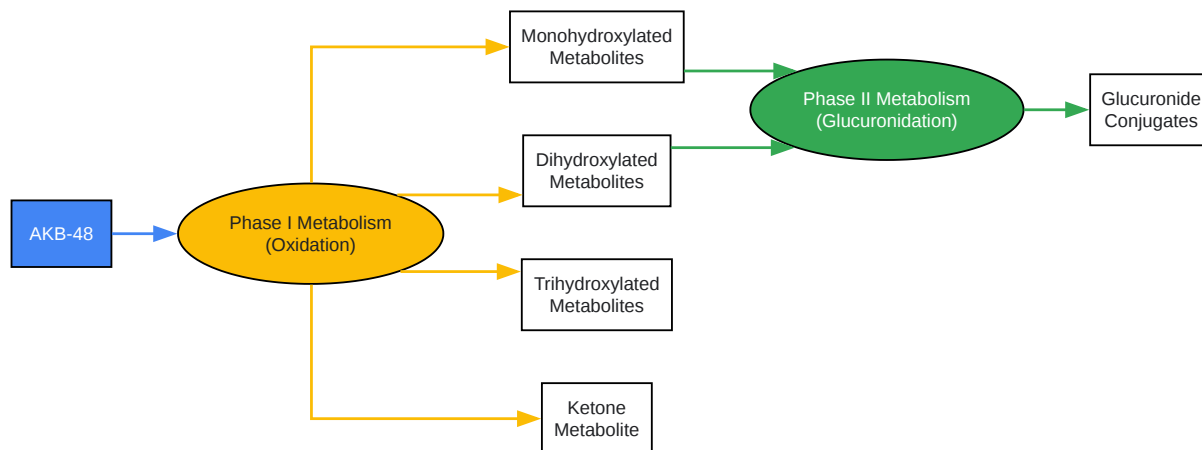 AKB-48
Phase I Metabolism
(Oxidation)
Monohydroxylated
Metabolites
Dihydroxylated
Metabolites
Trihydroxylated
Metabolites
Ketone
Metabolite
Phase II Metabolism
(Glucuronidation)
Glucuronide
Conjugates